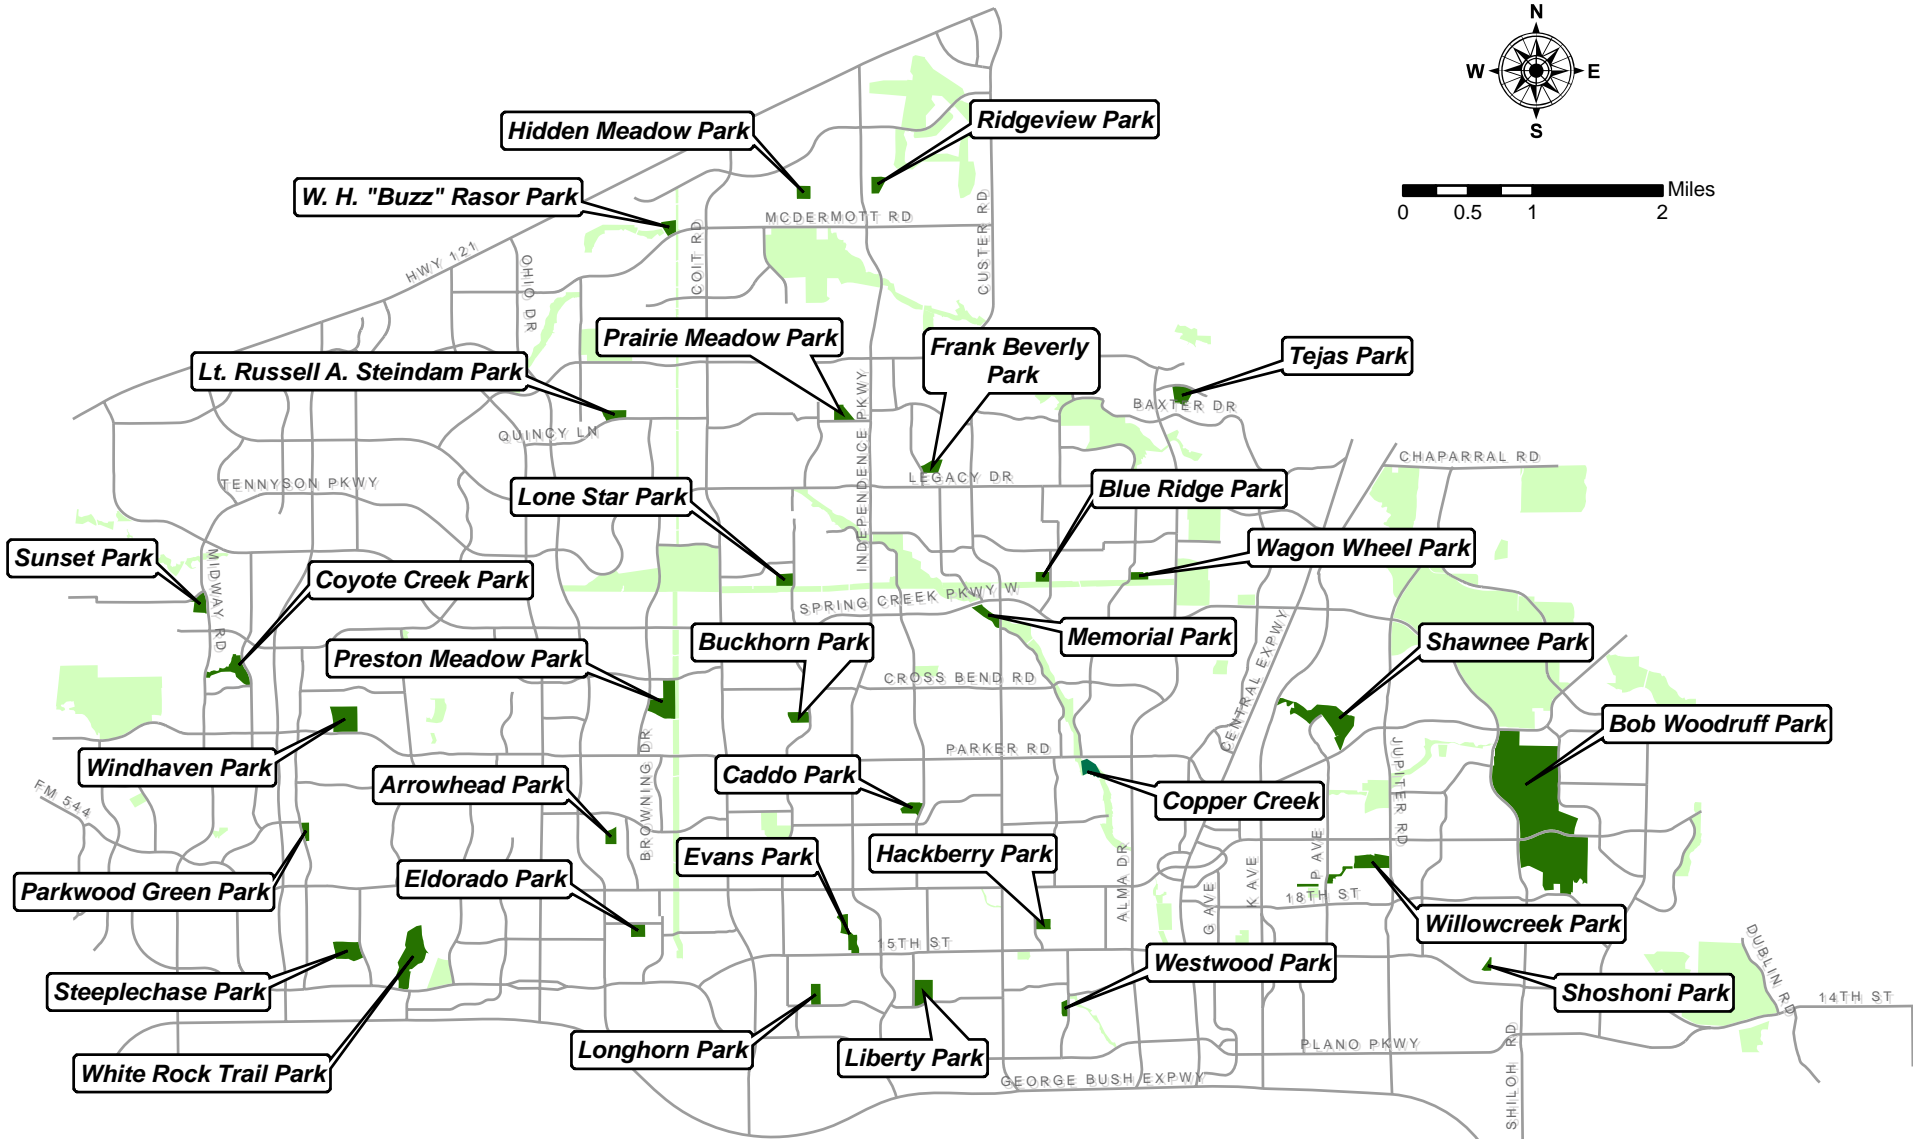 N
W
E
S
Miles
0
0.5
1
2
Hidden Meadow Park
Ridgeview Park
W. H. "Buzz" Rasor Park
MCDERMOTT RD
COIT RD
CUSTER RD
HWY 121
OHIO DR
Prairie Meadow Park
Frank Beverly
Park
Tejas Park
Lt. Russell A. Steindam Park
BAXTER DR
QUINCY LN
INDEPENDENCE PKWY
CHAPARRAL RD
TENNYSON PKWY
LEGACY DR
Lone Star Park
Blue Ridge Park
Wagon Wheel Park
Sunset Park
MIDWAY RD
Coyote Creek Park
SPRING CREEK PKWY W
Memorial Park
Buckhorn Park
Preston Meadow Park
Shawnee Park
CROSS BEND RD
CENTRAL EXPWY
Bob Woodruff Park
PARKER RD
JUPITER RD
Windhaven Park
Arrowhead Park
BROWNING DR
Caddo Park
Copper Creek
FM 544
Evans Park
Hackberry Park
ALMA DR
P AVE
K AVE
G AVE
18TH ST
Parkwood Green Park
Eldorado Park
Willowcreek Park
15TH ST
Westwood Park
DUBLIN RD
Steeplechase Park
Shoshoni Park
14TH ST
Longhorn Park
Liberty Park
PLANO PKWY
White Rock Trail Park
GEORGE BUSH EXPWY
SHILOH RD